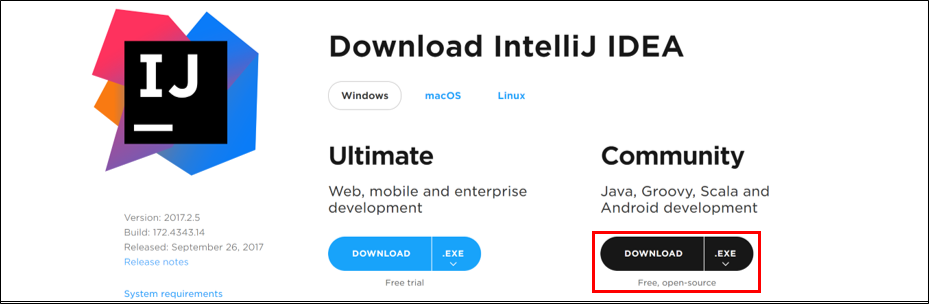 IJ
Download IntelliJ IDEA
Windows
macOS
Linux
Ultimate
Web, mobile and enterprise
development
DOWNLOAD
.EXE
Free trial
Community
Java, Groovy, Scala and
Android development
DOWNLOAD
.EXE
Free, open-source
Version: 2017.2.5
Build: 172.4343.14
Released: September 26, 2017
Release notes
System requirements